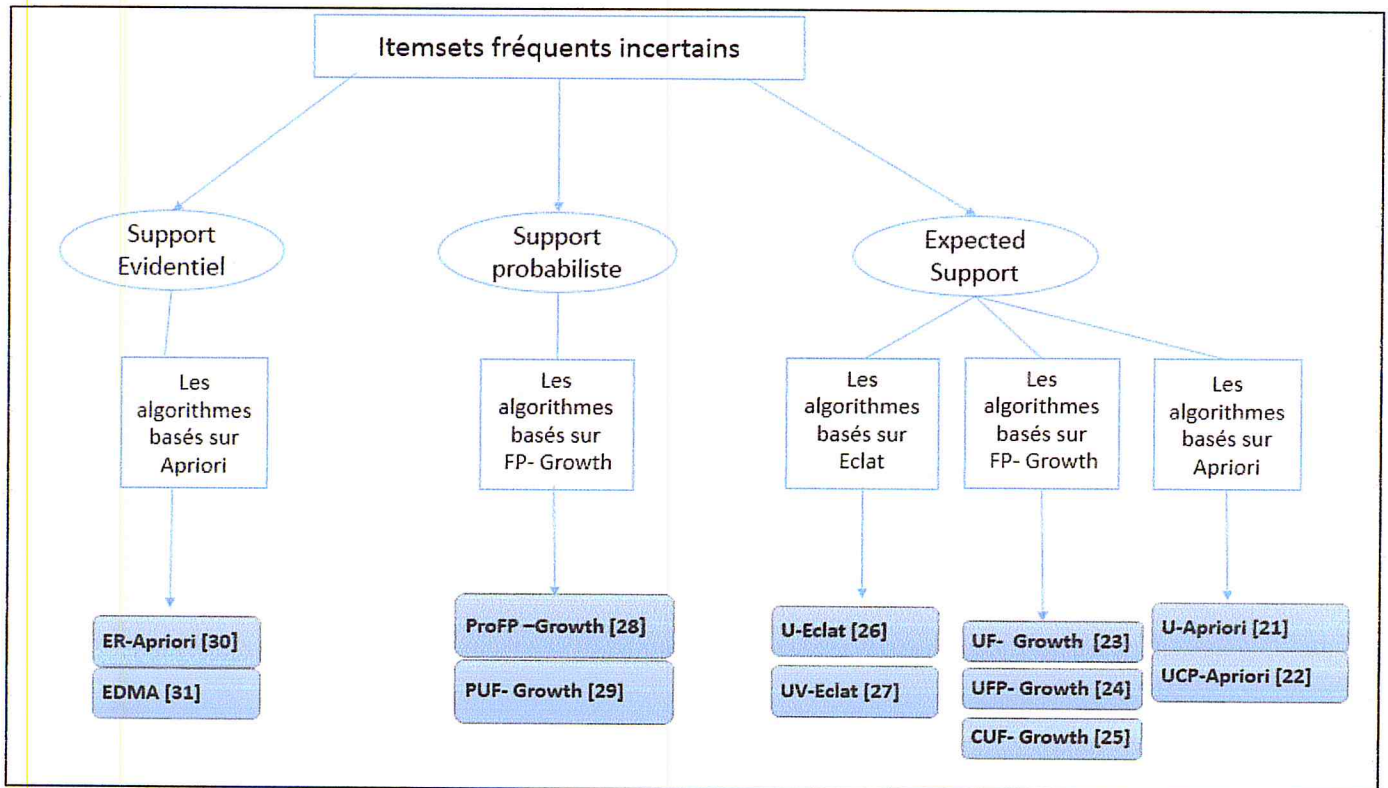 Itemsets fréquents incertains
Support
Evidentiel
Support
probabiliste
Expected
Support
Les
algorithmes
basés sur
Apriori
Les
algorithmes
basés sur
FP- Growth
Les
algorithmes
basés sur
Eclat
Les
algorithmes
basés sur
FP- Growth
Les
algorithmes
basés sur
Apriori
ER-Apriori [30]
EDMA [31]
ProFP –Growth [28]
PUF- Growth [29]
U-Eclat [26]
UV-Eclat [27]
UF- Growth [23]
UFP- Growth [24]
CUF- Growth [25]
U-Apriori [21]
UCP-Apriori [22]